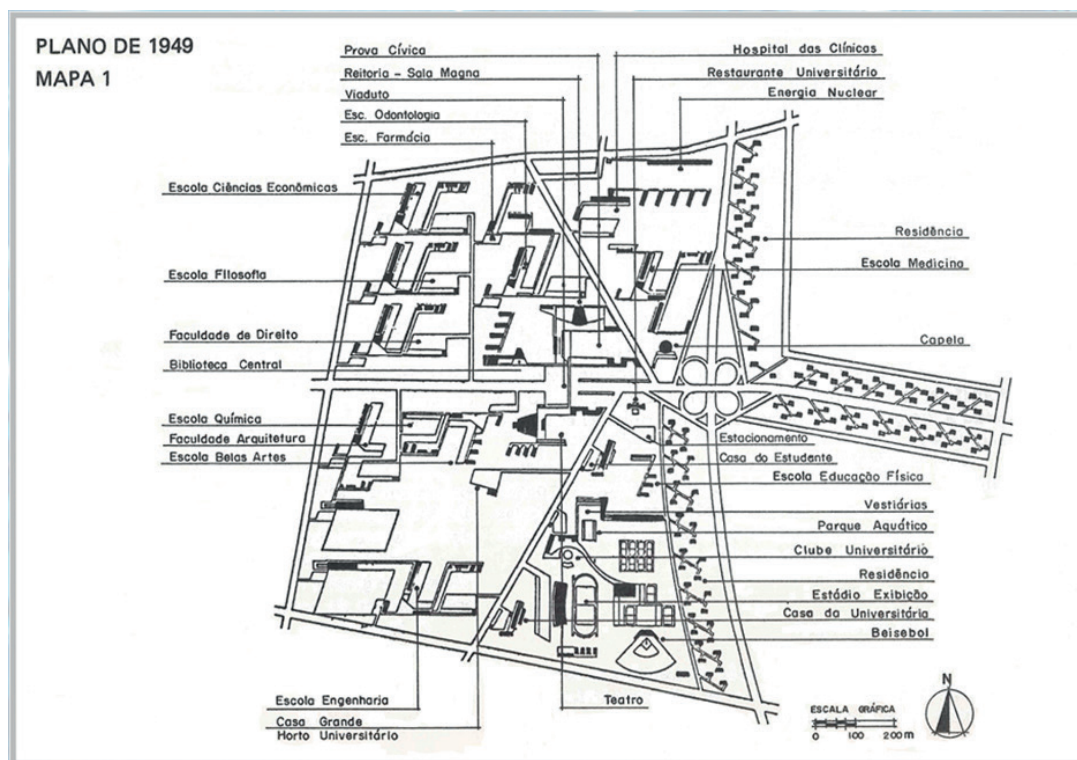 PLANO DE 1949
MAPA 1
Prova Cívica
Reitoria - Sala Magna
Viaduto
Esc. Odontologia
Esc. Farmácia
Hospital das Clínicas
Restaurante Universitário
Energia Nuclear
Escola Ciências Econômicas
Escola Filosofia
Faculdade de Direito
Biblioteca Central
Escola Química
Faculdade Arquitetura
Escola Belas Artes
Residência
Escola Medicina
Capela
Estacionamento
Casa do Estudente
Escola Educação Física
Vestiárias
Parque Aquático
Clube Universitário
Residência
Estádio Exibição
Casa da Universitária
Beisebol
Escola Engenharia
Casa Grande
Horto Universitário
Teatro
ESCALA GRÁFICA
0 100 200 m
N